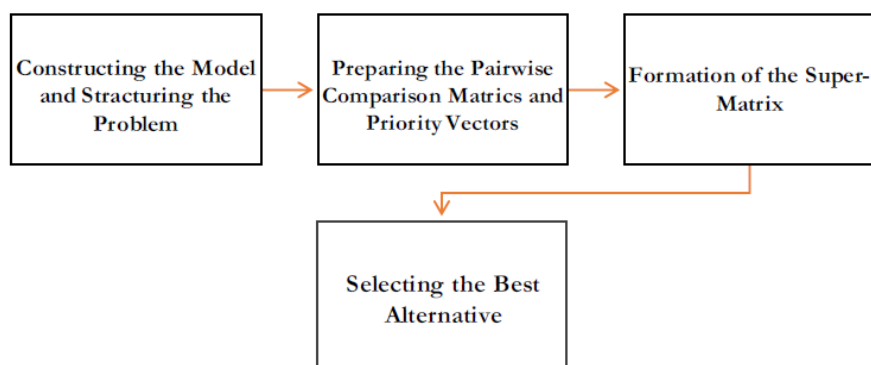 Constructing the Model
and Stracturing the
Problem
Preparing the Pairwise
Comparison Matrics and
Priority Vectors
Formation of the Super-
Matrix
Selecting the Best
Alternative